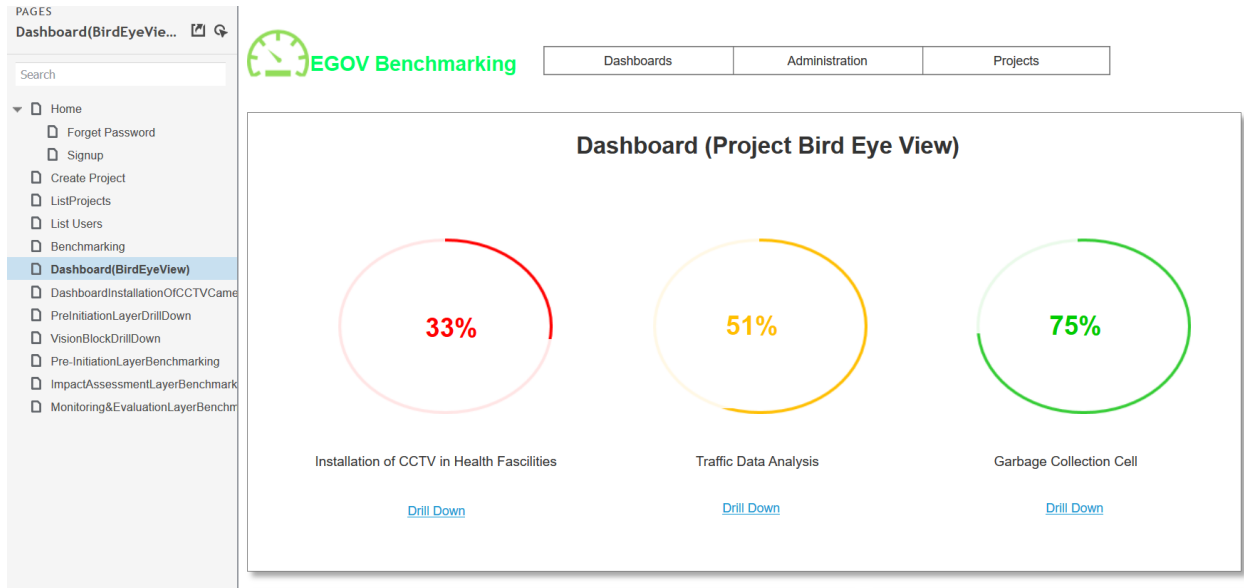 PAGES
Dashboard(BirdEyeVie...
Search
Home
Forget Password
Signup
Create Project
ListProjects
List Users
Benchmarking
Dashboard(BirdEyeView)
DashboardInstallationOfCCTVCame
PreInitiationLayerDrillDown
VisionBlockDrillDown
Pre-InitiationLayerBenchmarking
ImpactAssessmentLayerBenchmark
Monitoring&EvaluationLayerBenchm
EGOV Benchmarking
Dashboards Administration Projects
Dashboard (Project Bird Eye View)
33% 51% 75%
Installation of CCTV in Health Fascilities Traffic Data Analysis Garbage Collection Cell
Drill Down Drill Down Drill Down